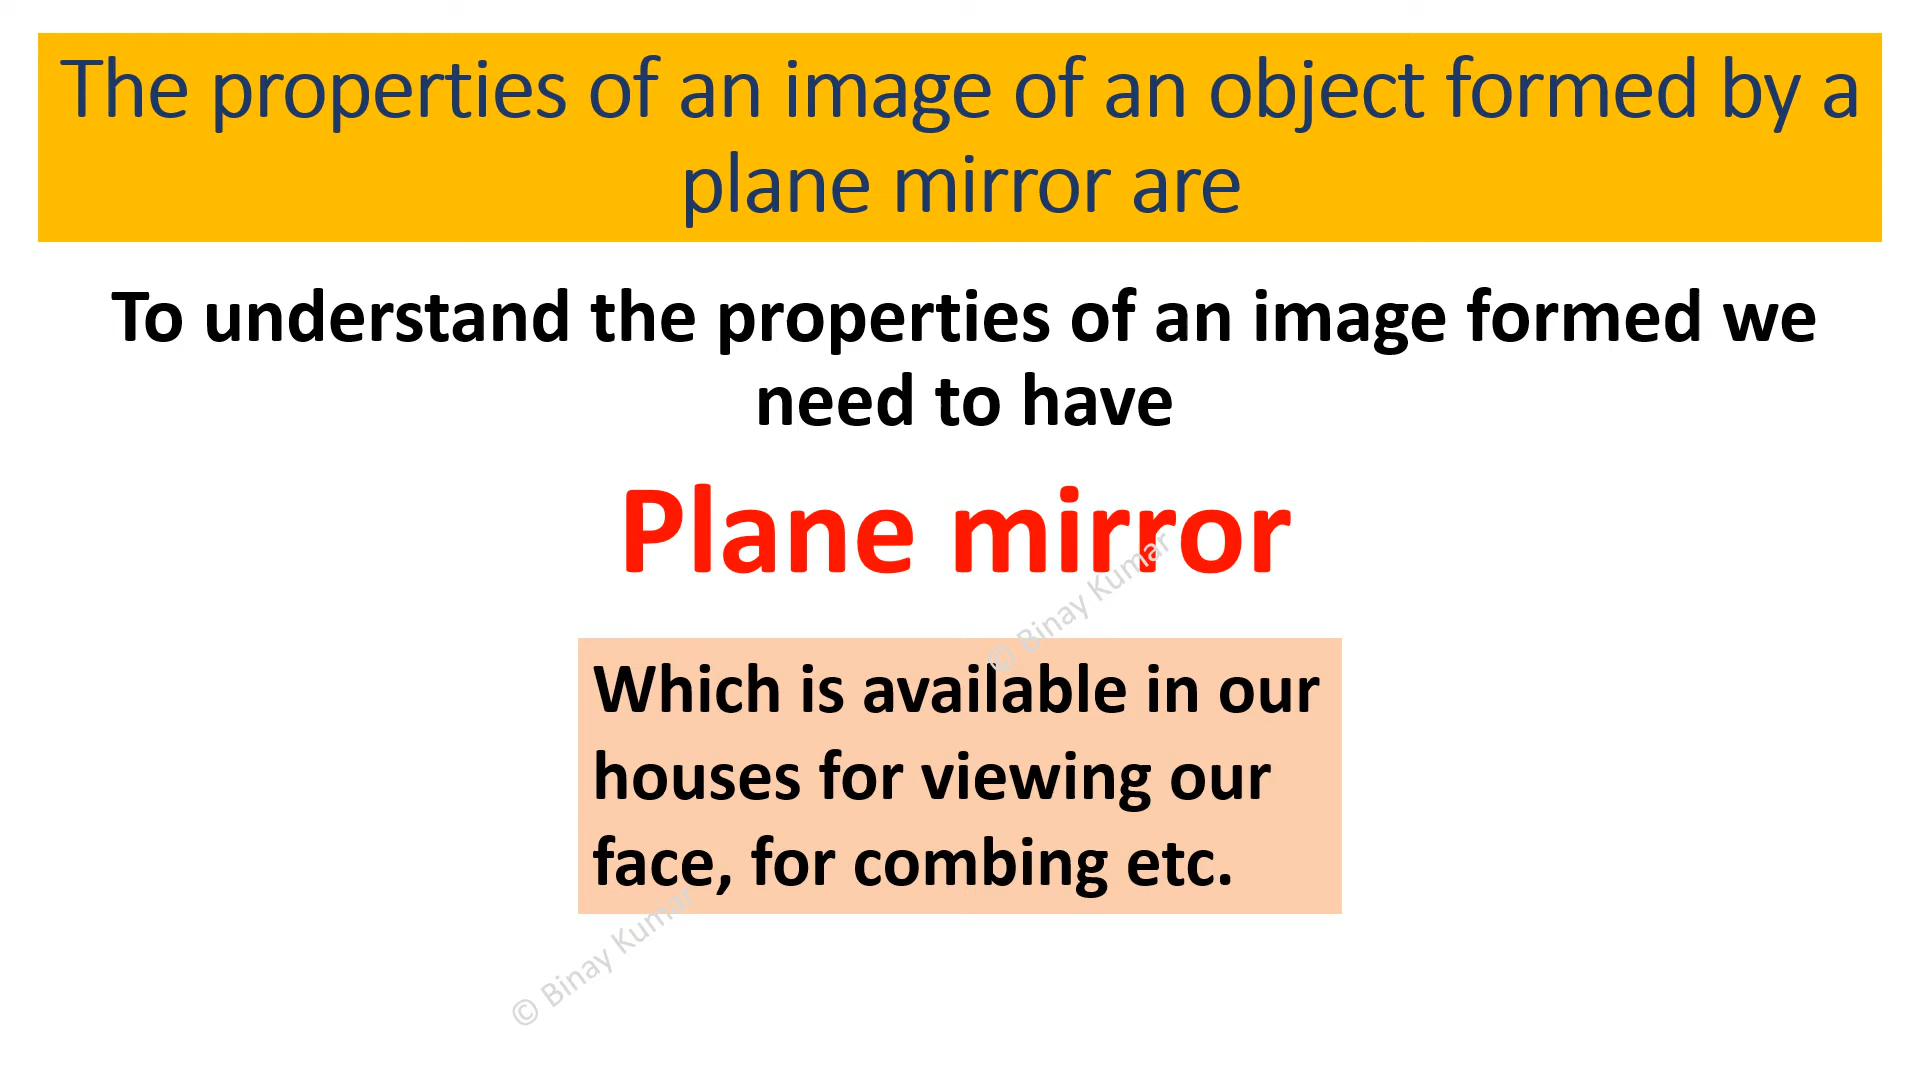 The properties of an image of an object formed by a
plane mirror are
To understand the properties of an image formed we
need to have
Plane mirror
© Binay Kumar
Which is available in our
houses for viewing our
face, for combing etc.
© Binay Kumar